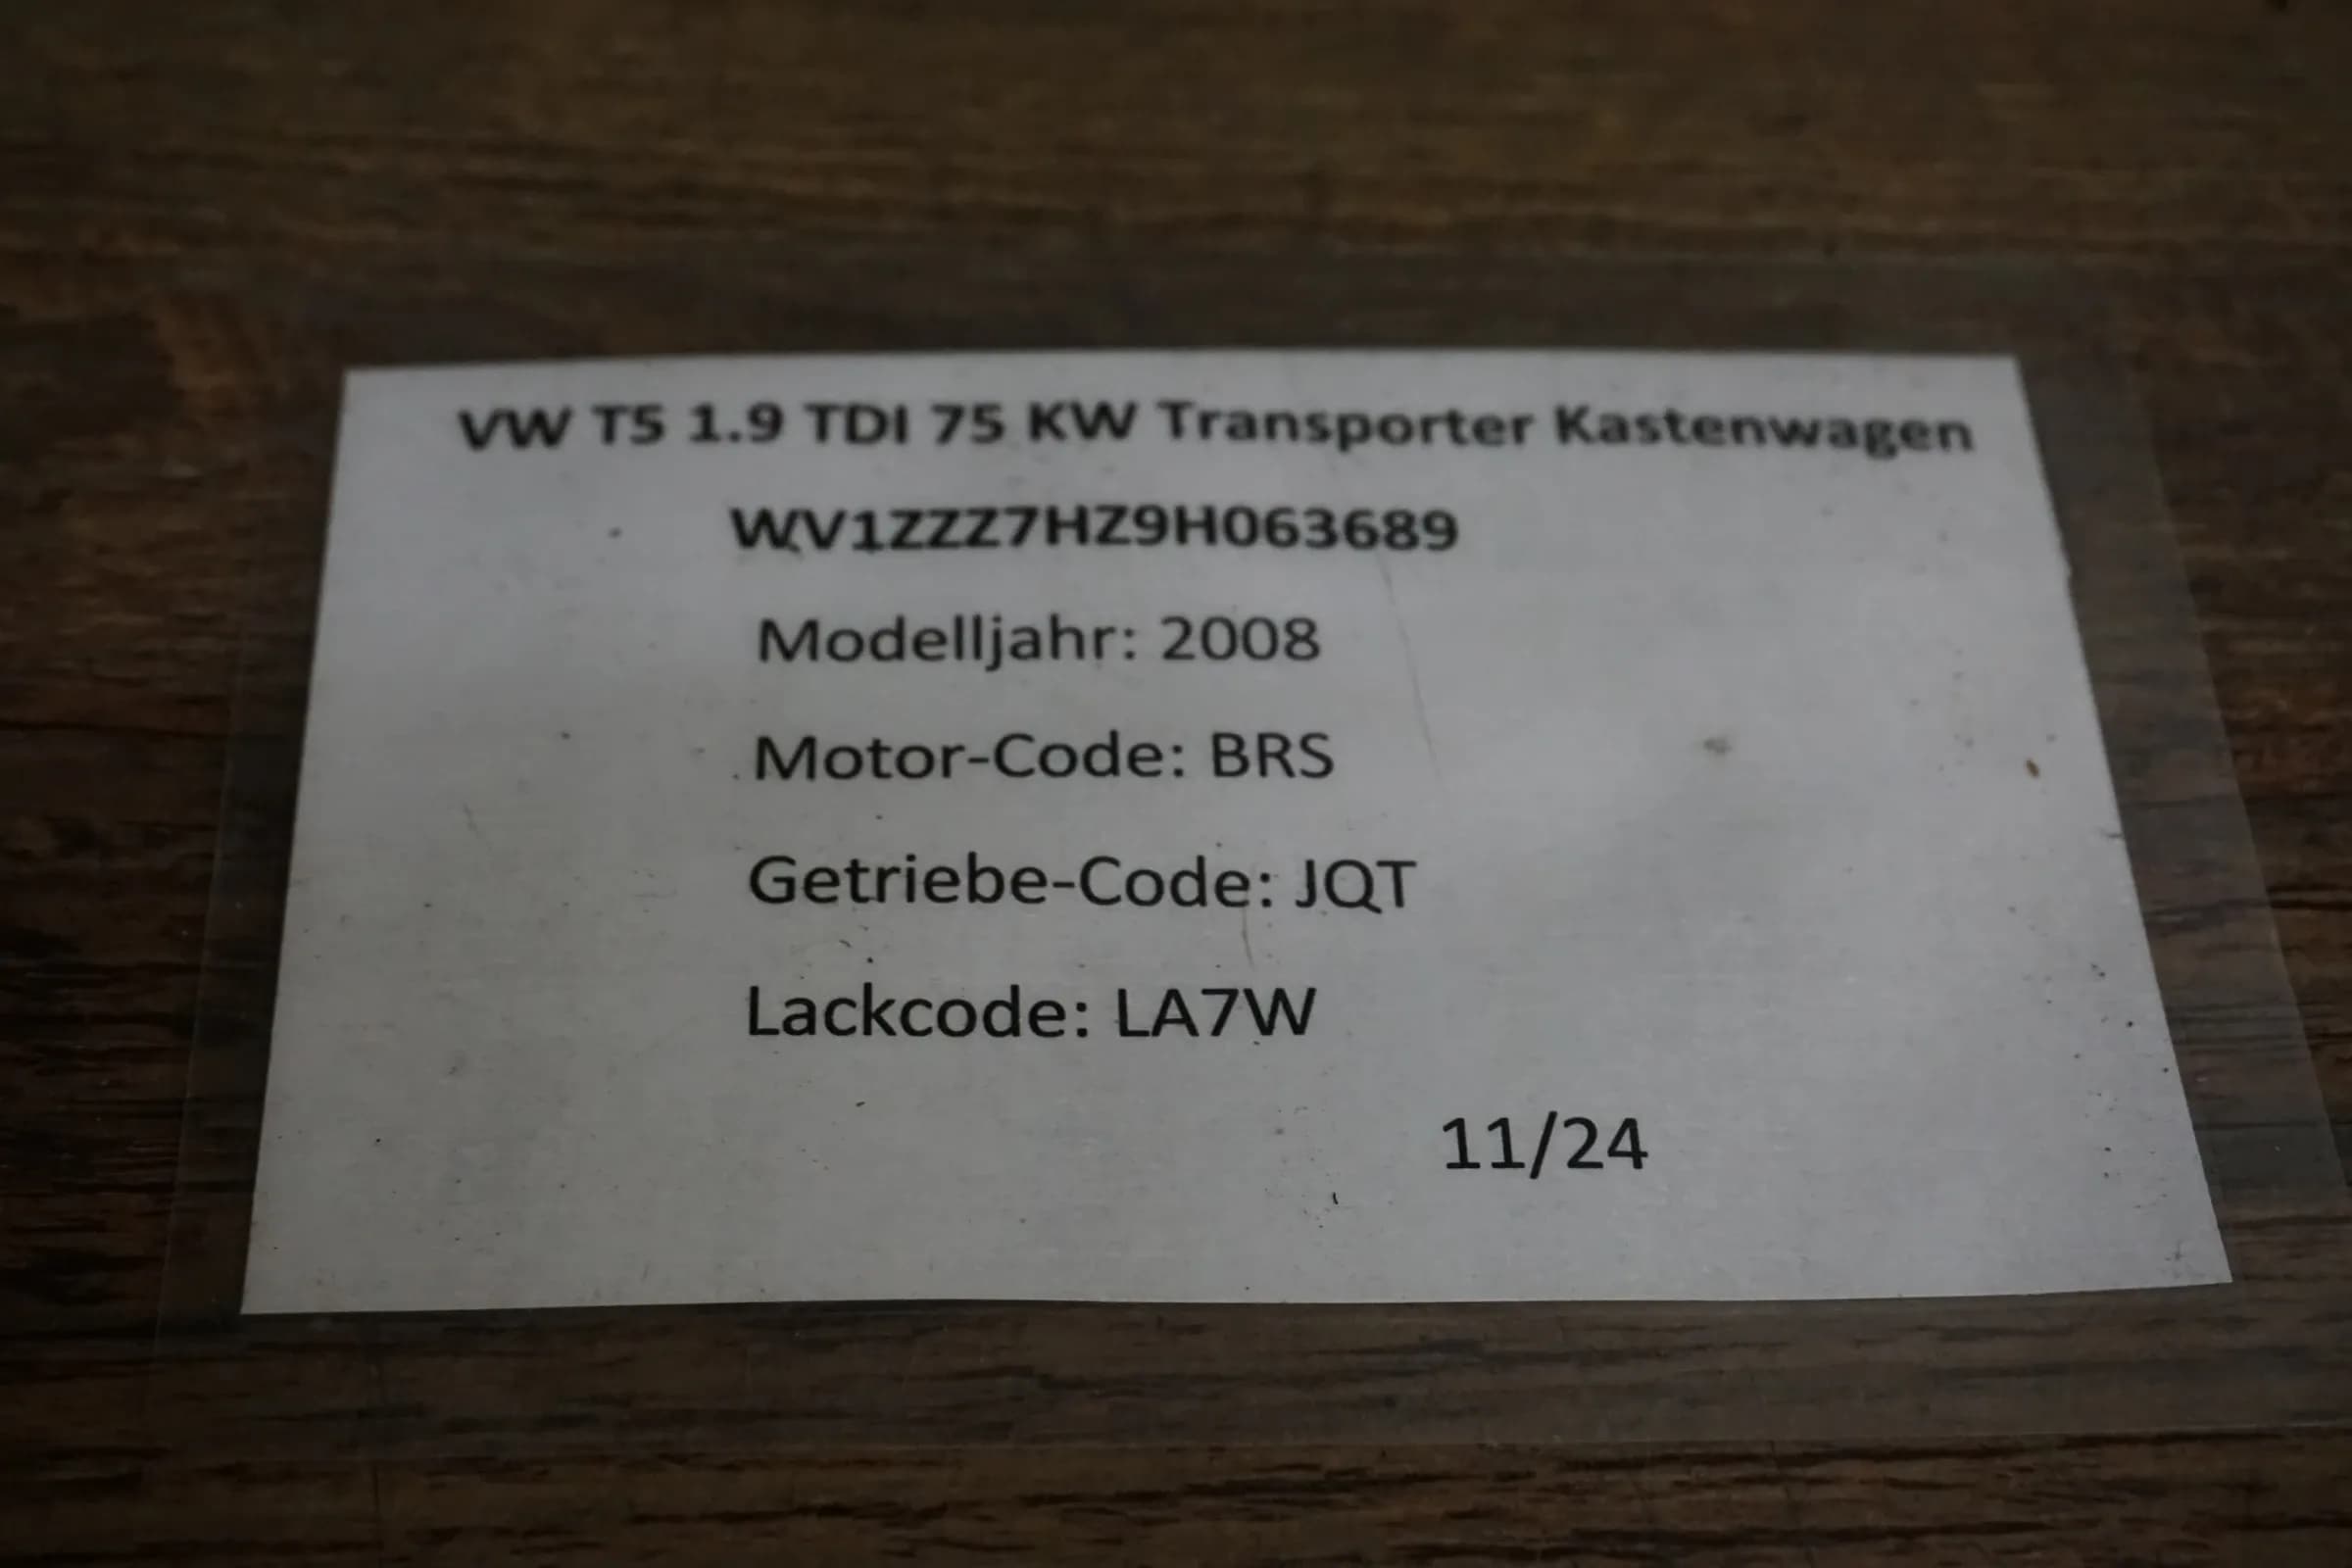 VW T5 1.9 TDI 75 KW Transporter Kastenwagen
WV1ZZZ7HZ9H063689
Modelljahr: 2008
Motor-Code: BRS
Getriebe-Code: JQT
Lackcode: LA7W
11/24